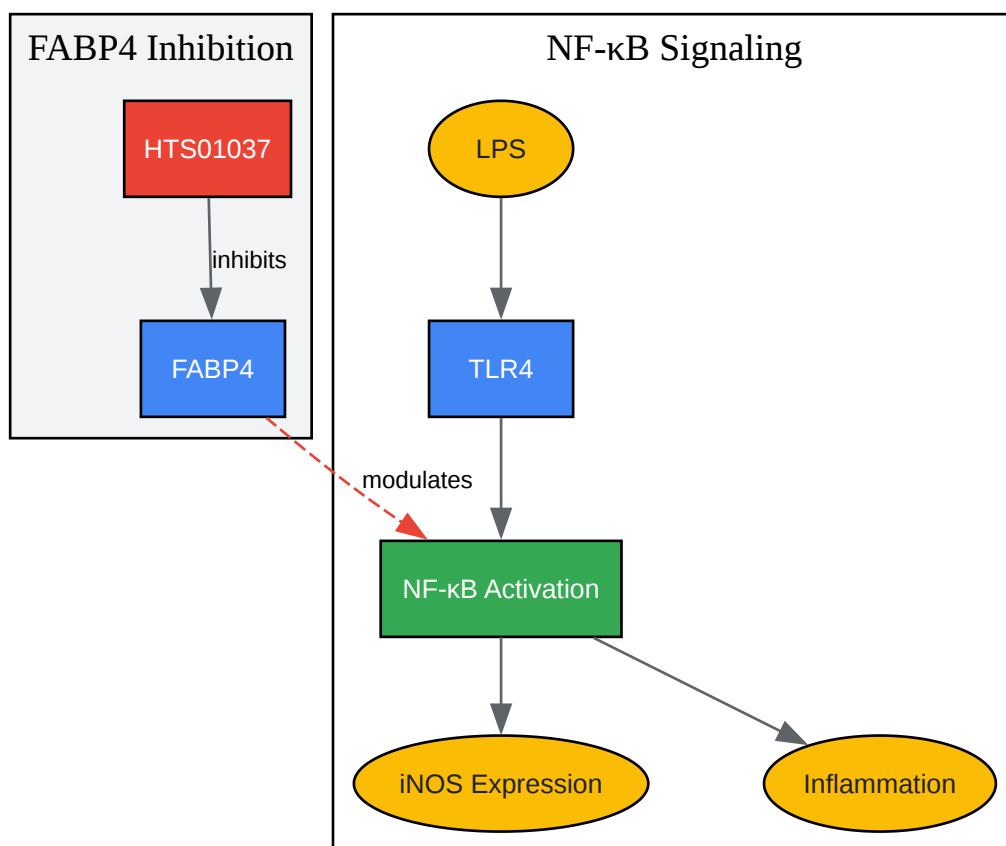 FABP4 Inhibition
NF-κB Signaling
HTS01037
LPS
inhibits
FABP4
TLR4
modulates
NF-κB Activation
iNOS Expression
Inflammation